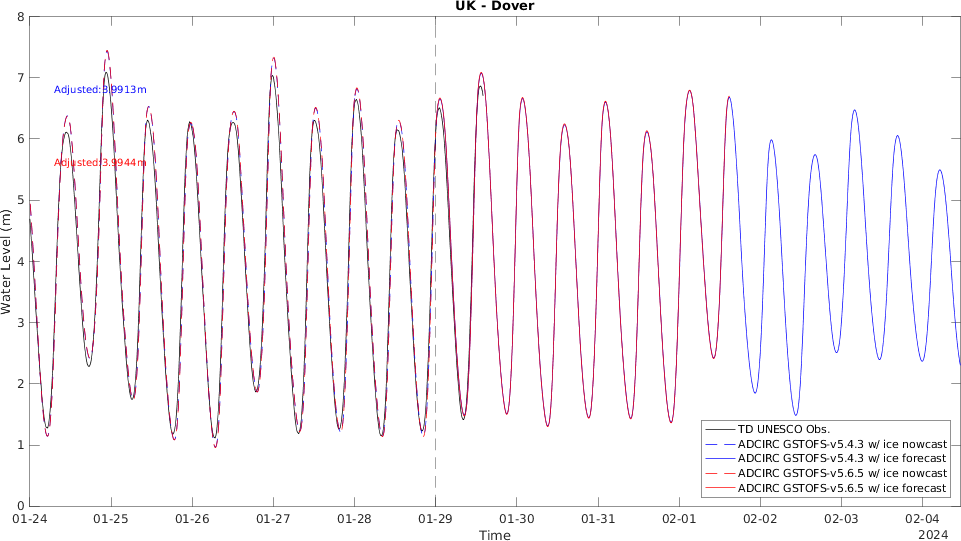 UK - Dover
8
7
6
5
4
3
2
1
0
Water Level (m)
Adjusted:3.9913m
Adjusted:3.9944m
TD UNESCO Obs.
ADCIRC GSTOFS-v5.4.3 w/ ice nowcast
ADCIRC GSTOFS-v5.4.3 w/ ice forecast
ADCIRC GSTOFS-v5.6.5 w/ ice nowcast
ADCIRC GSTOFS-v5.6.5 w/ ice forecast
01-24 01-25 01-26 01-27 01-28 01-29 01-30 01-31 02-01 02-02 02-03 02-04
Time
2024